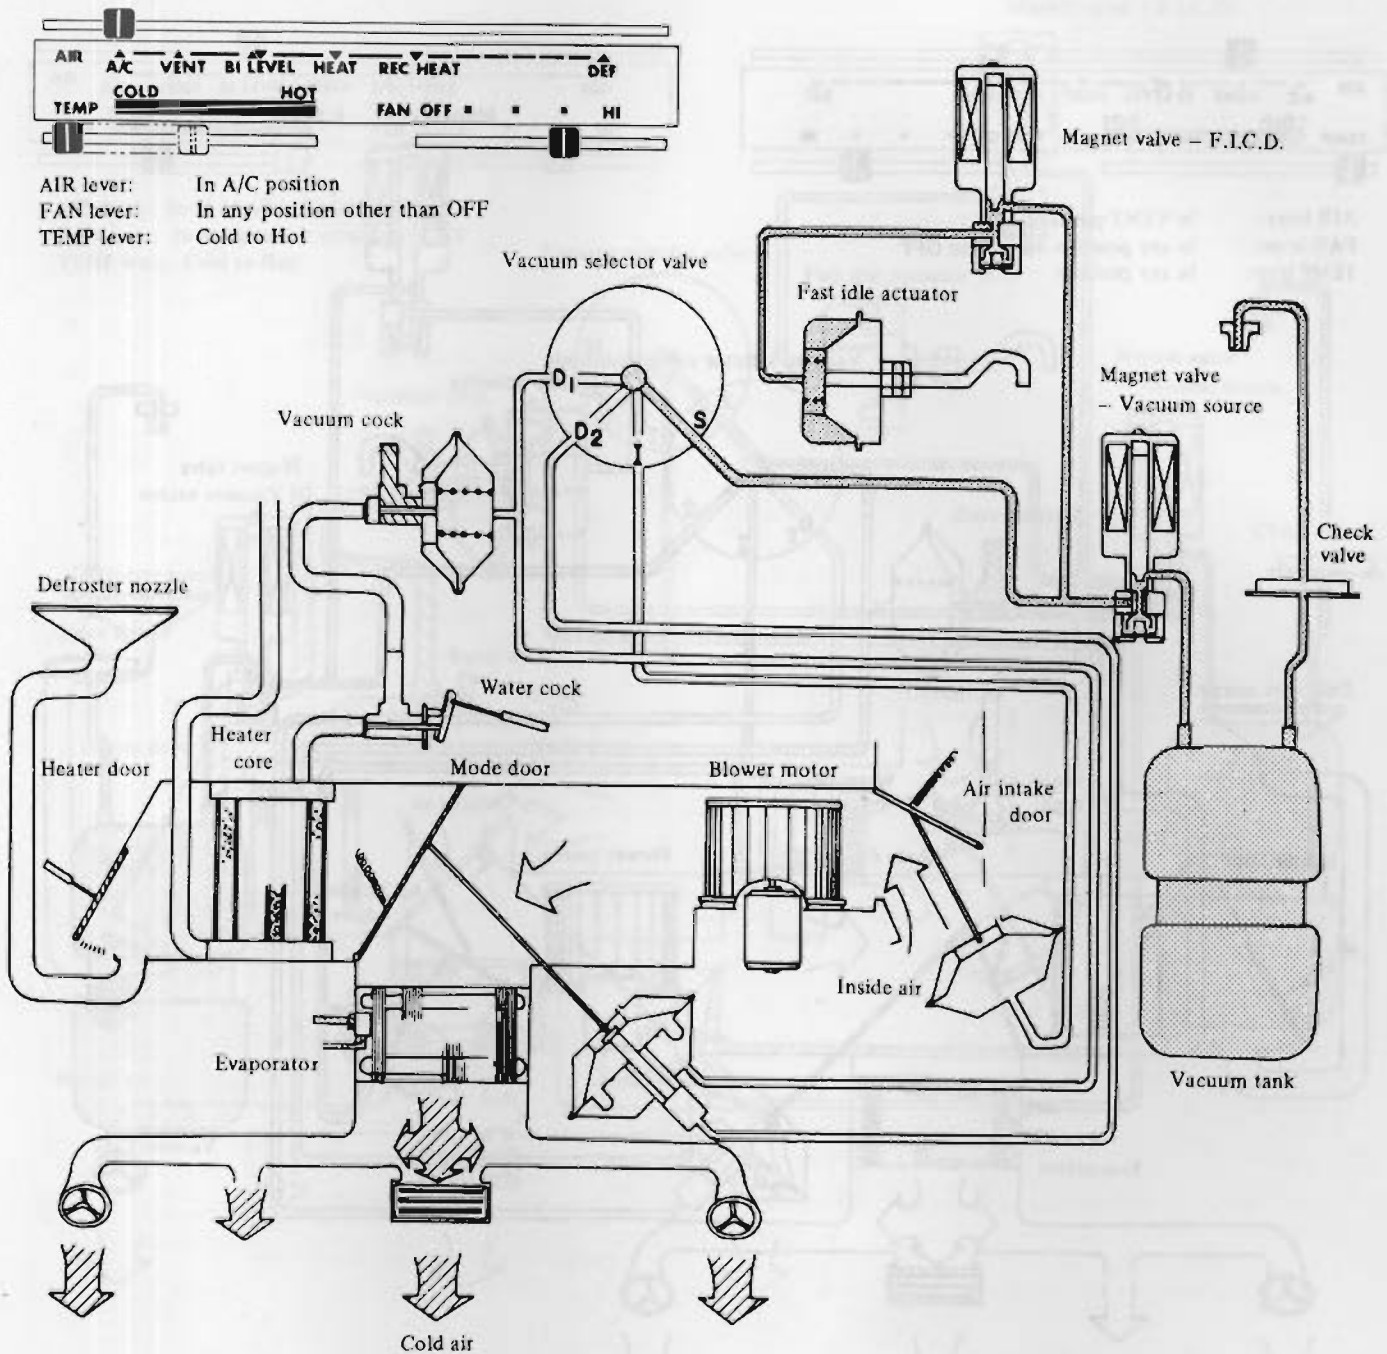 AIR A/C VENT BI LEVEL HEAT REC HEAT DEF
COLD HOT
TEMP FAN OFF HI
AIR lever: In A/C position
FAN lever: In any position other than OFF
TEMP lever: Cold to Hot
Magnet valve – F.I.C.D.
Vacuum selector valve
Fast idle actuator
Magnet valve
– Vacuum source
D1
D2
S
I
Vacuum cock
Check
valve
Defroster nozzle
Water cock
Heater
core
Heater door
Mode door
Blower motor
Air intake
door
Inside air
Evaporator
Vacuum tank
Cold air